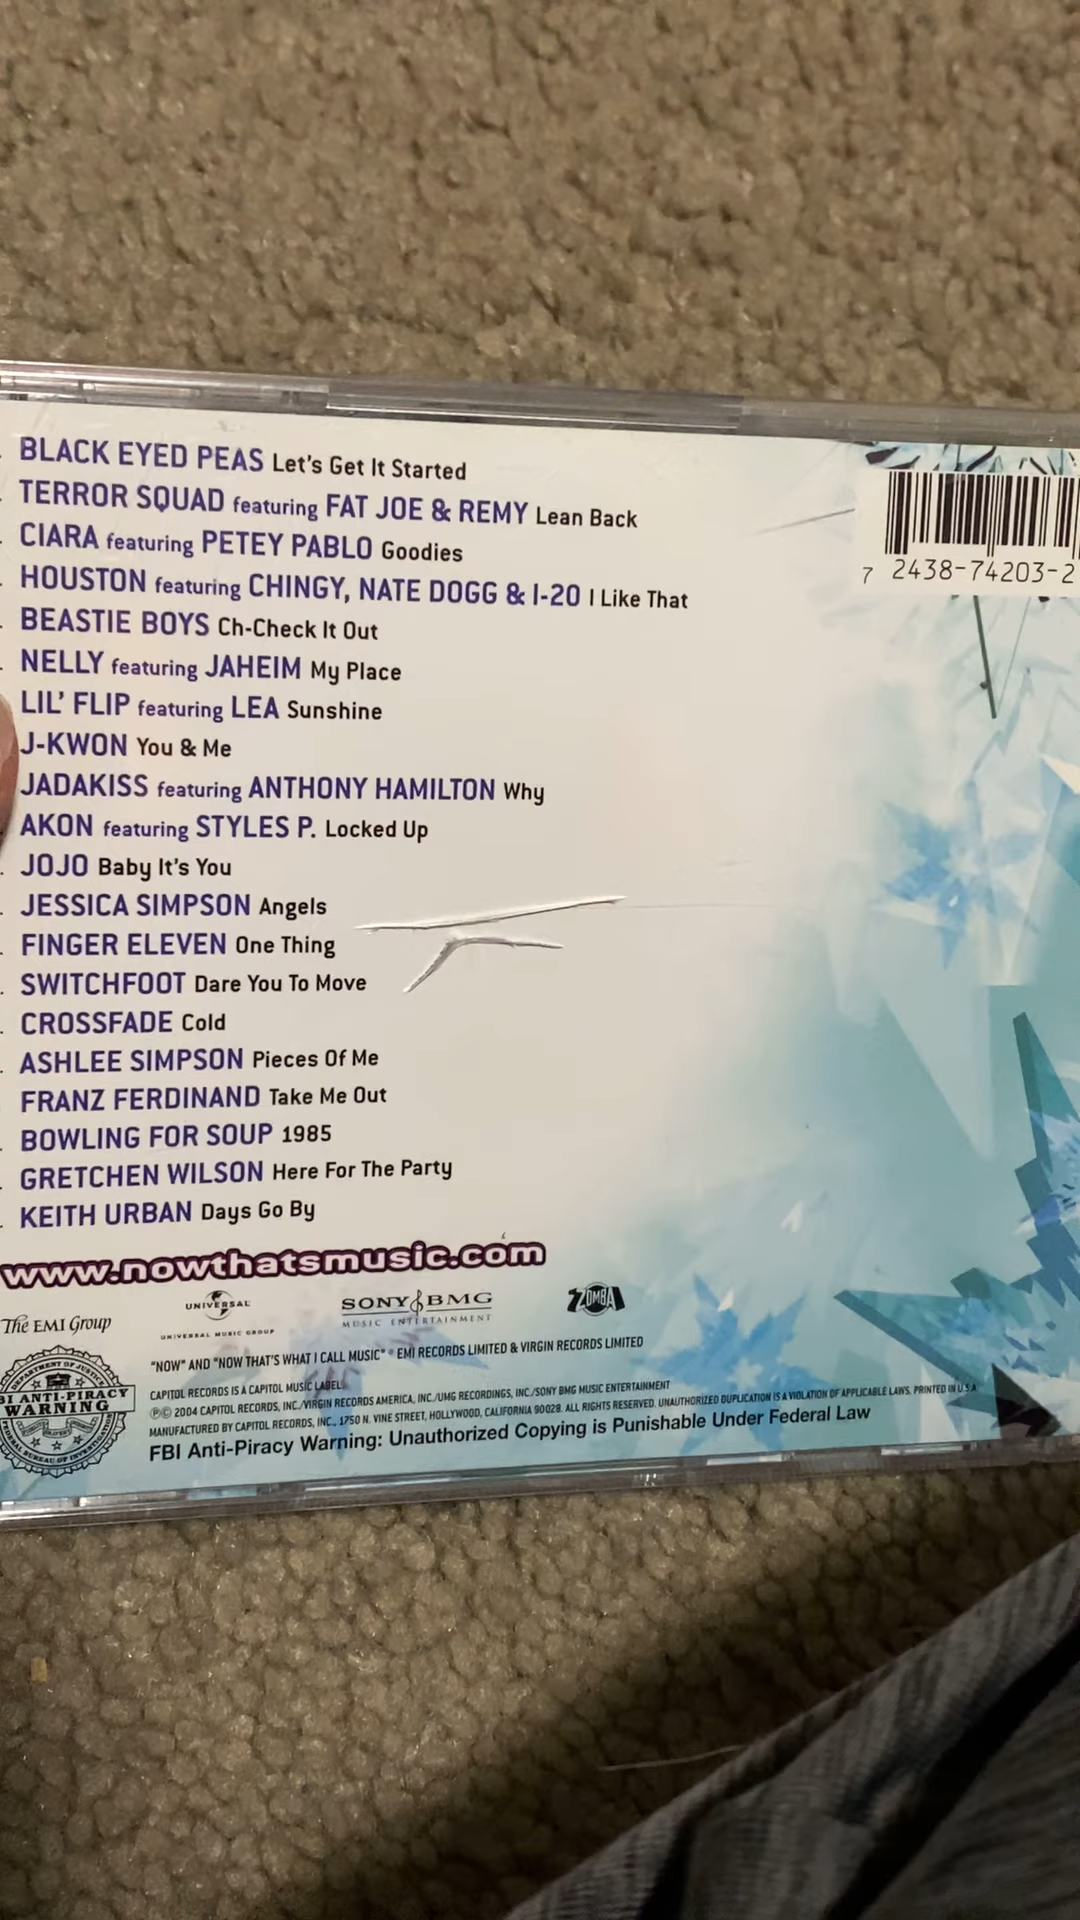 BLACK EYED PEAS Let's Get It Started
TERROR SQUAD featuring FAT JOE & REMY Lean Back
CIARA featuring PETEY PABLO Goodies
HOUSTON featuring CHINGY, NATE DOGG & I-20 I Like That
BEASTIE BOYS Ch-Check It Out
NELLY featuring JAHEIM My Place
LIL' FLIP featuring LEA Sunshine
J-KWON You & Me
JADAKISS featuring ANTHONY HAMILTON Why
AKON featuring STYLES P. Locked Up
JOJO Baby It's You
JESSICA SIMPSON Angels
FINGER ELEVEN One Thing
SWITCHFOOT Dare You To Move
CROSSFADE Cold
ASHLEE SIMPSON Pieces Of Me
FRANZ FERDINAND Take Me Out
BOWLING FOR SOUP 1985
GRETCHEN WILSON Here For The Party
KEITH URBAN Days Go By
7 2438-74203-2
www.nowthatsmusic.com
The EMI Group
UNIVERSAL
UNIVERSAL MUSIC GROUP
SONY BMG
MUSIC ENTERTAINMENT
ZOMBA
DEPARTMENT OF JUSTICE
BI ANTI-PIRACY
WARNING
FEDERAL BUREAU OF INVESTIGATION
"NOW" AND "NOW THAT'S WHAT I CALL MUSIC" ® EMI RECORDS LIMITED & VIRGIN RECORDS LIMITED
CAPITOL RECORDS IS A CAPITOL MUSIC LABEL.
℗© 2004 CAPITOL RECORDS, INC./VIRGIN RECORDS AMERICA, INC./UMG RECORDINGS, INC./SONY BMG MUSIC ENTERTAINMENT
MANUFACTURED BY CAPITOL RECORDS, INC., 1750 N. VINE STREET, HOLLYWOOD, CALIFORNIA 90028. ALL RIGHTS RESERVED. UNAUTHORIZED DUPLICATION IS A VIOLATION OF APPLICABLE LAWS. PRINTED IN U.S.A
FBI Anti-Piracy Warning: Unauthorized Copying is Punishable Under Federal Law